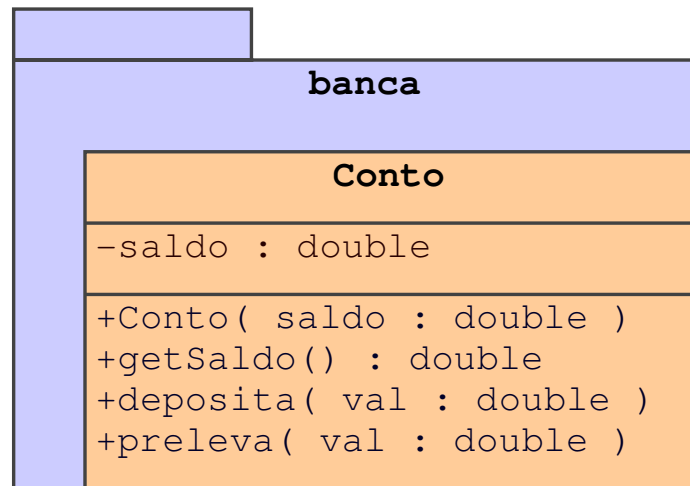 banca
Conto
-saldo : double
+Conto( saldo : double )
+getSaldo() : double
+deposita( val : double )
+preleva( val : double )